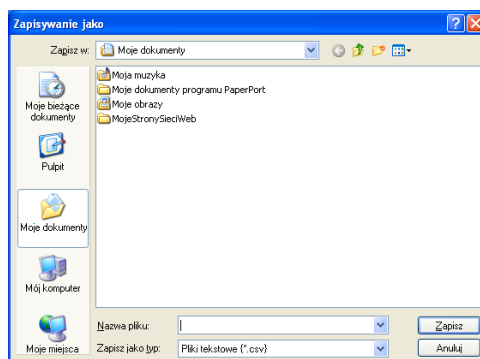 Zapisywanie jako
Zapisz w:
Moje dokumenty
Moja muzyka
Moje dokumenty programu PaperPort
Moje obrazy
MojeStronySieciWeb
Moje bieżące
dokumenty
Pulpit
Moje dokumenty
Mój komputer
Moje miejsca
Nazwa pliku:
Zapisz
Zapisz jako typ:
Pliki tekstowe {*.csv}
Anuluj